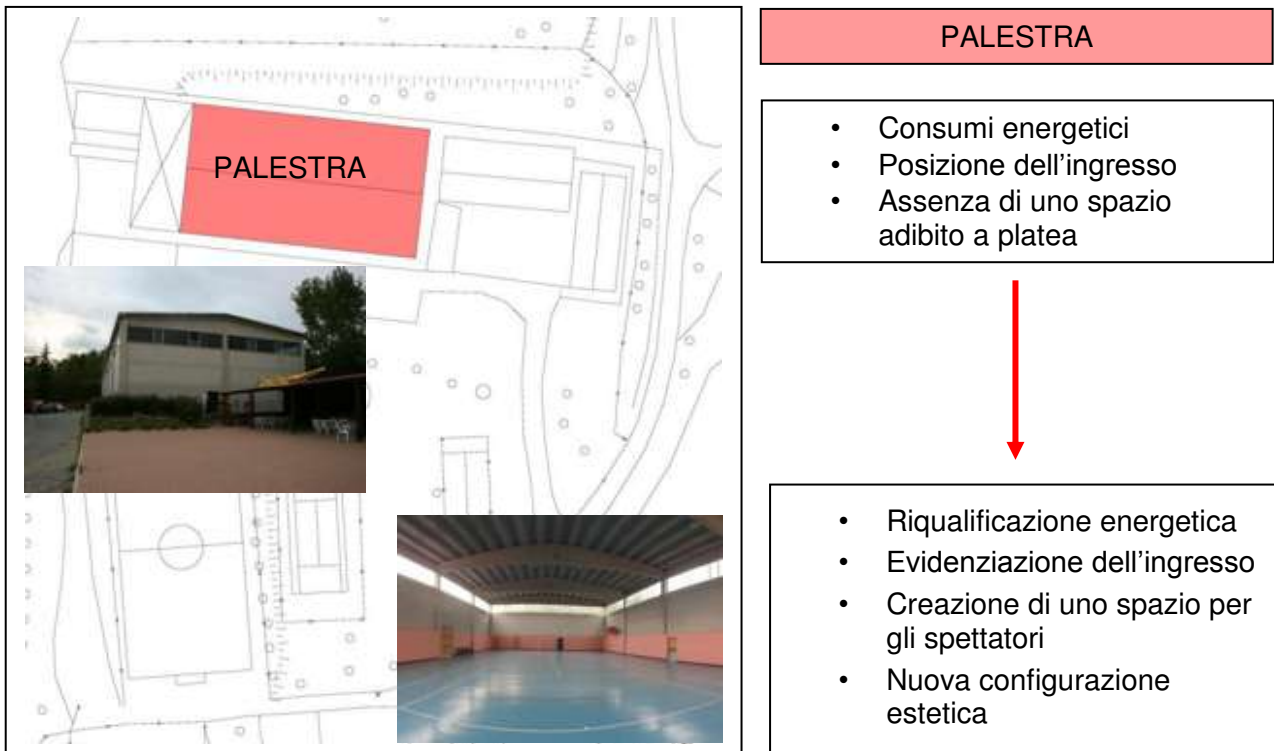 PALESTRA
PALESTRA
• Consumi energetici
• Posizione dell'ingresso
• Assenza di uno spazio
adibito a platea
• Riqualificazione energetica
• Evidenziazione dell'ingresso
• Creazione di uno spazio per
gli spettatori
• Nuova configurazione
estetica